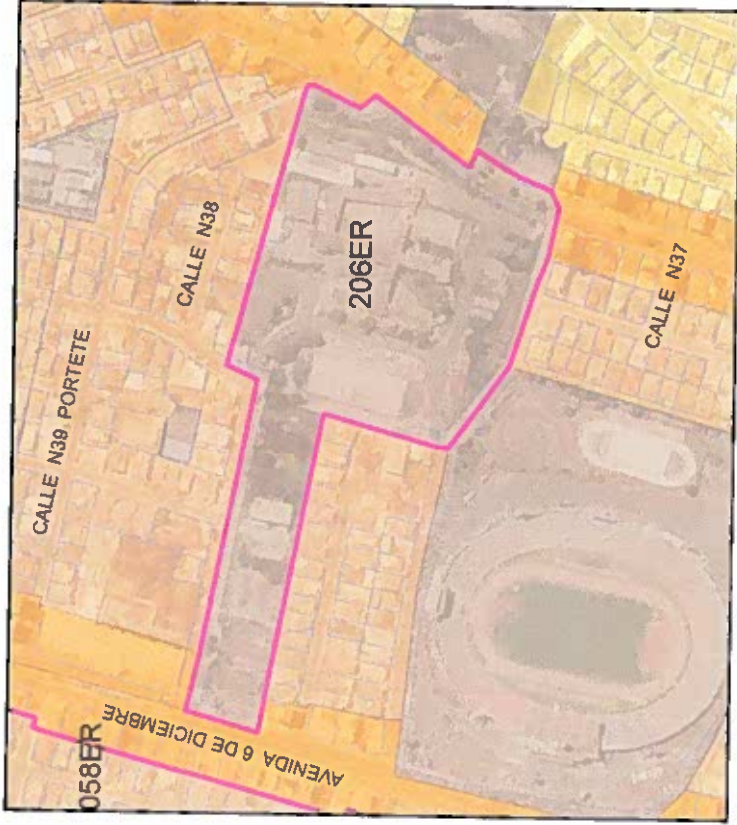 CALLE N38
CALLE N39 PORTETE
206ER
CALLE N37
058ER
AVENIDA 6 DE DICIEMBRE